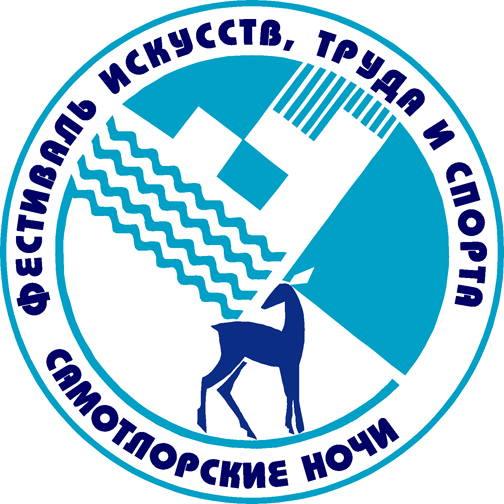 ФЕСТИВАЛЬ ИСКУССТВ, ТРУДА И СПОРТА
САМОТЛОРСКИЕ НОЧИ